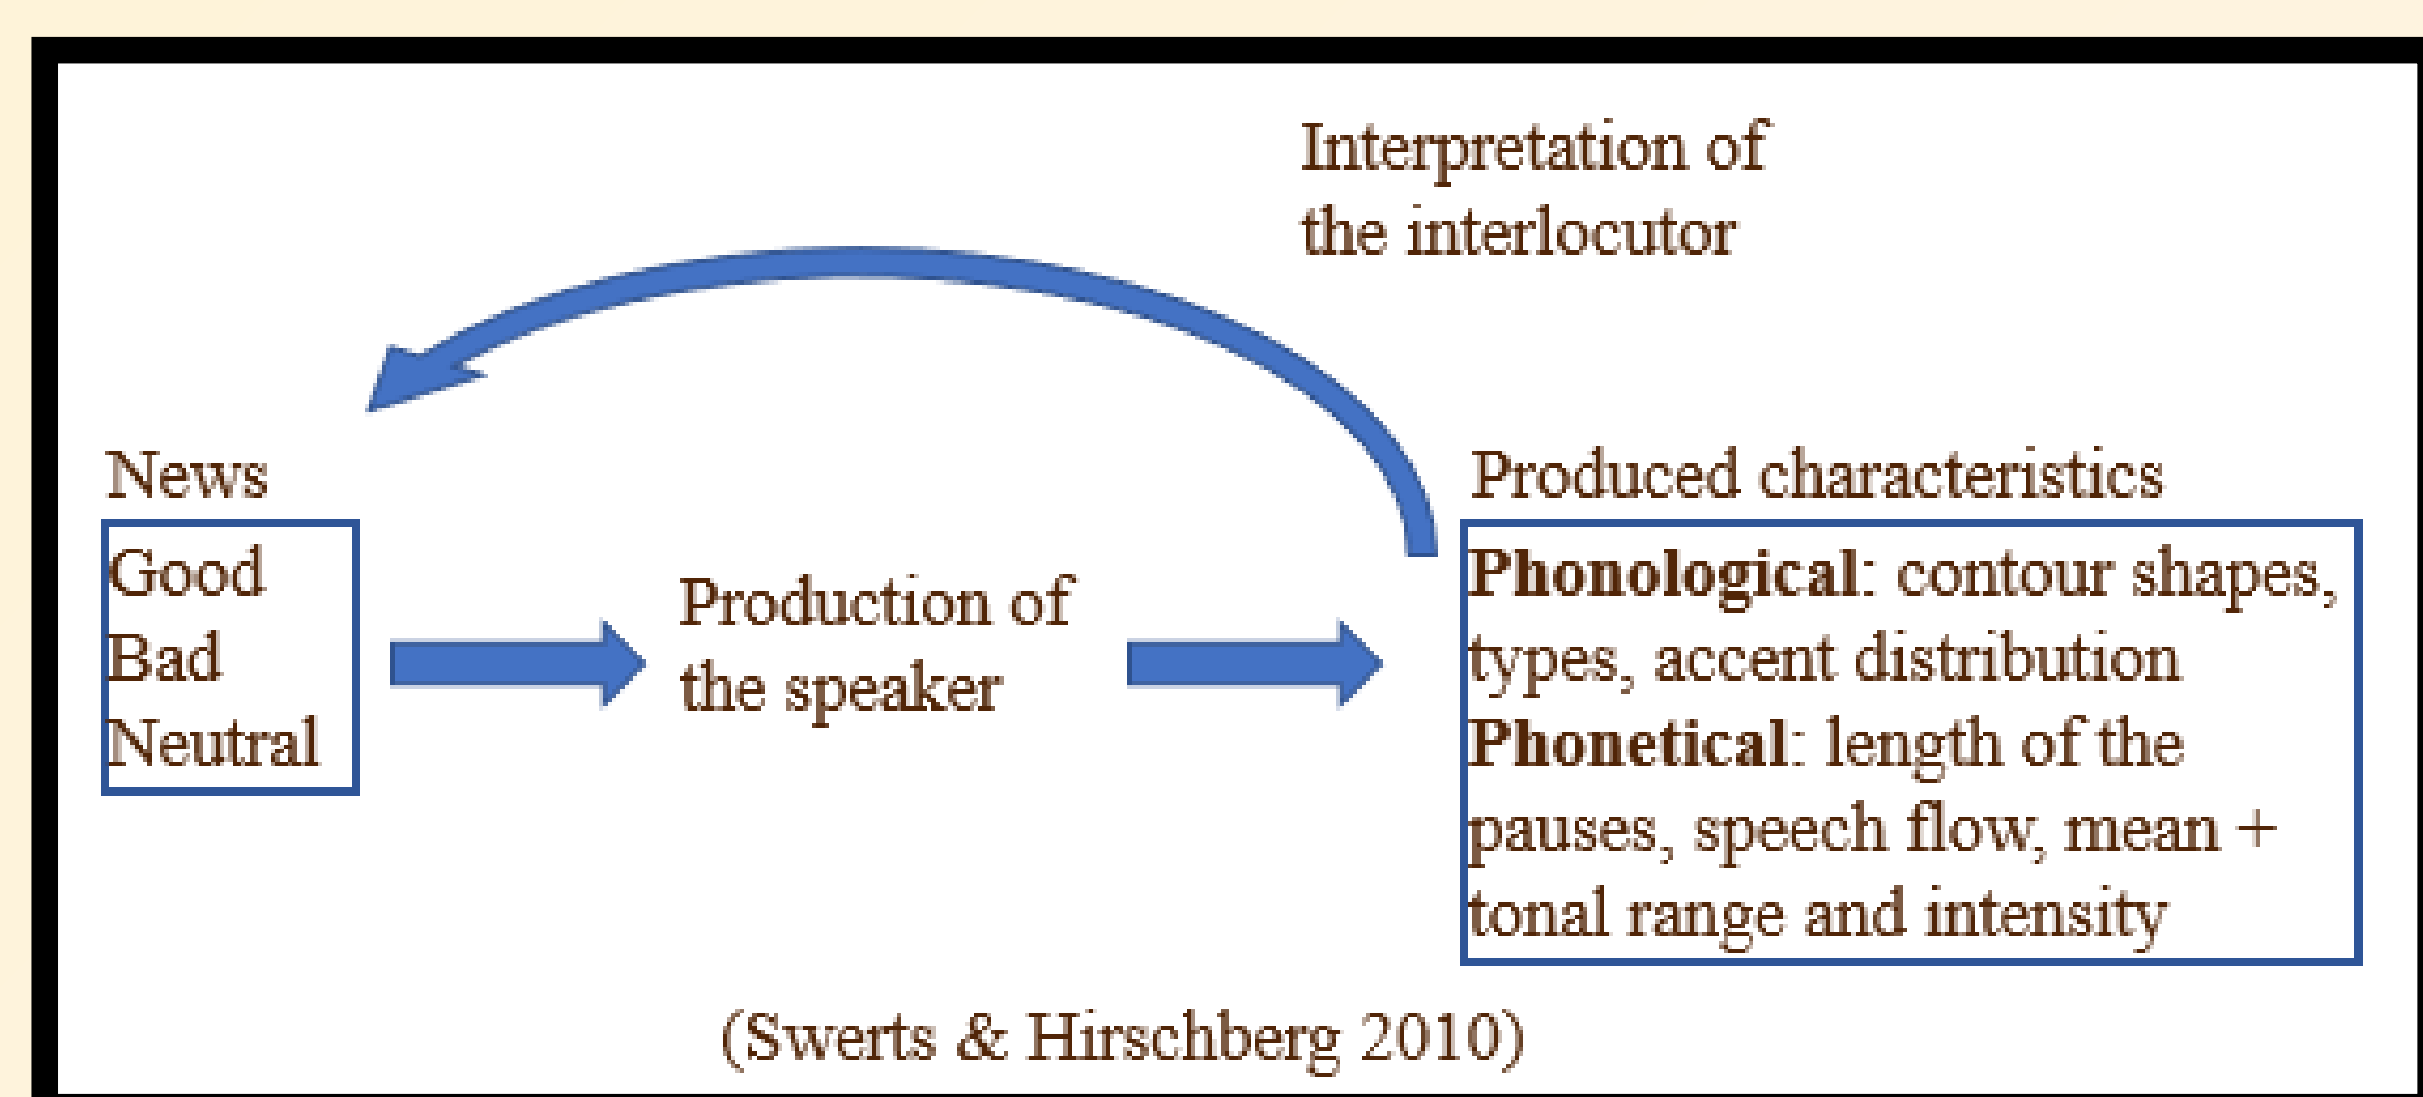 Interpretation of
the interlocutor
News
Good
Bad
Neutral
Production of
the speaker
Produced characteristics
Phonological: contour shapes,
types, accent distribution
Phonetical: length of the
pauses, speech flow, mean +
tonal range and intensity
(Swerts & Hirschberg 2010)